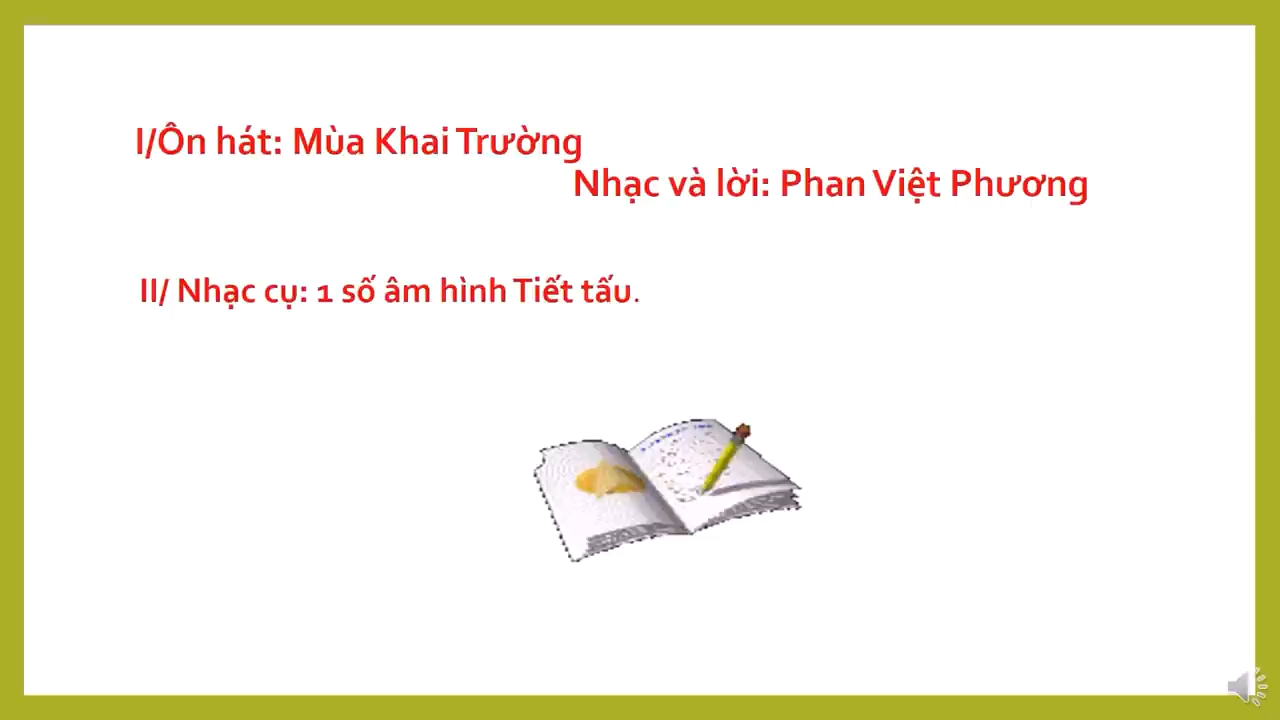 I/Ôn hát: Mùa Khai Trường
Nhạc và lời: Phan Việt Phương
II/ Nhạc cụ: 1 số âm hình Tiết tấu.